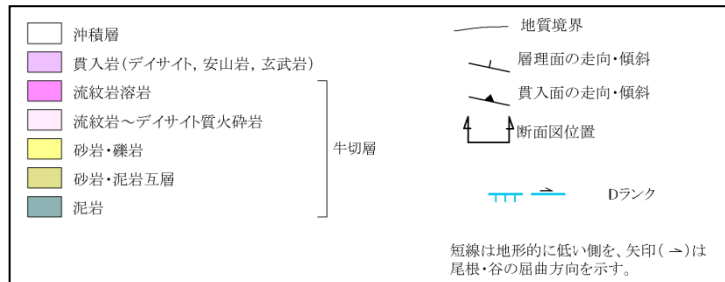 沖積層
貫入岩(デイサイト, 安山岩, 玄武岩)
流紋岩溶岩
流紋岩～デイサイト質火砕岩
砂岩・礫岩
砂岩・泥岩互層
泥岩
牛切層
地質境界
層理面の走向・傾斜
貫入面の走向・傾斜
断面図位置
Dランク
短線は地形的に低い側を、矢印( → )は
尾根・谷の屈曲方向を示す。